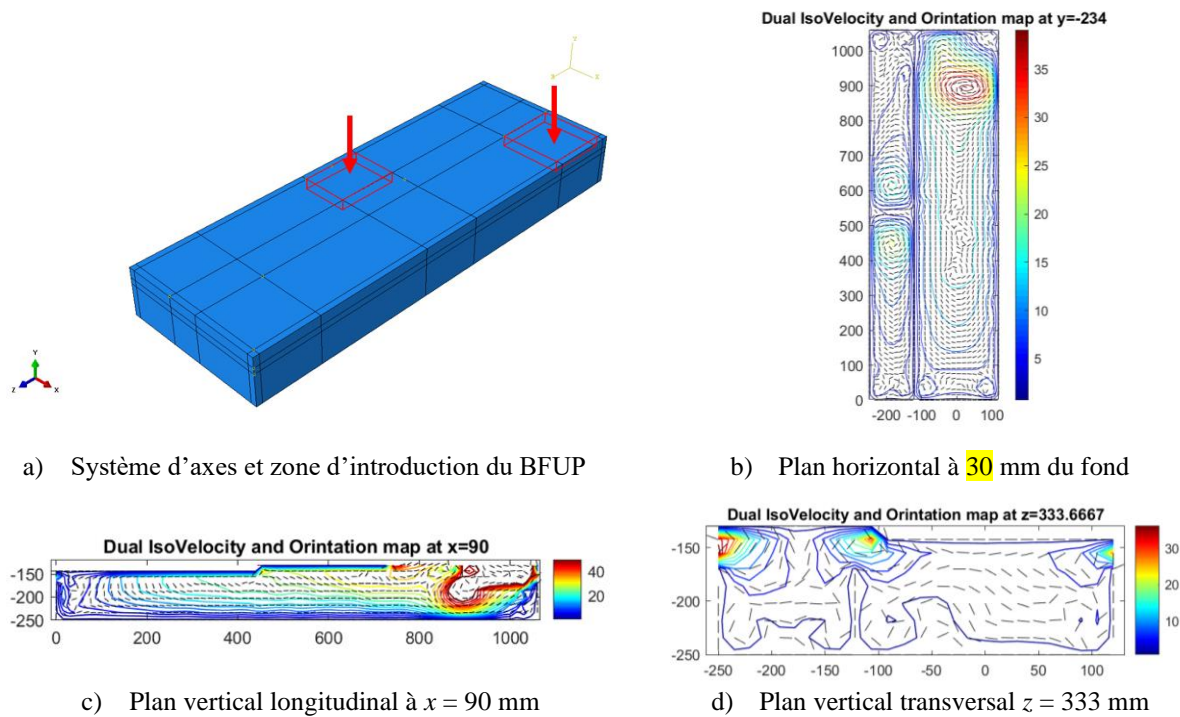 Dual IsoVelocity and Orintation map at y=-234
1000
900
800
700
600
500
400
300
200
100
0
-200 -100 0 100
35
30
25
20
15
10
5
Y
Z
X
a) Système d'axes et zone d'introduction du BFUP
b) Plan horizontal à 30 mm du fond
Dual IsoVelocity and Orintation map at x=90
-150
-200
-250
0 200 400 600 800 1000
40
20
Dual IsoVelocity and Orintation map at z=333.6667
-150
-200
-250
-250 -200 -150 -100 -50 0 50 100
30
20
10
c) Plan vertical longitudinal à x = 90 mm
d) Plan vertical transversal z = 333 mm